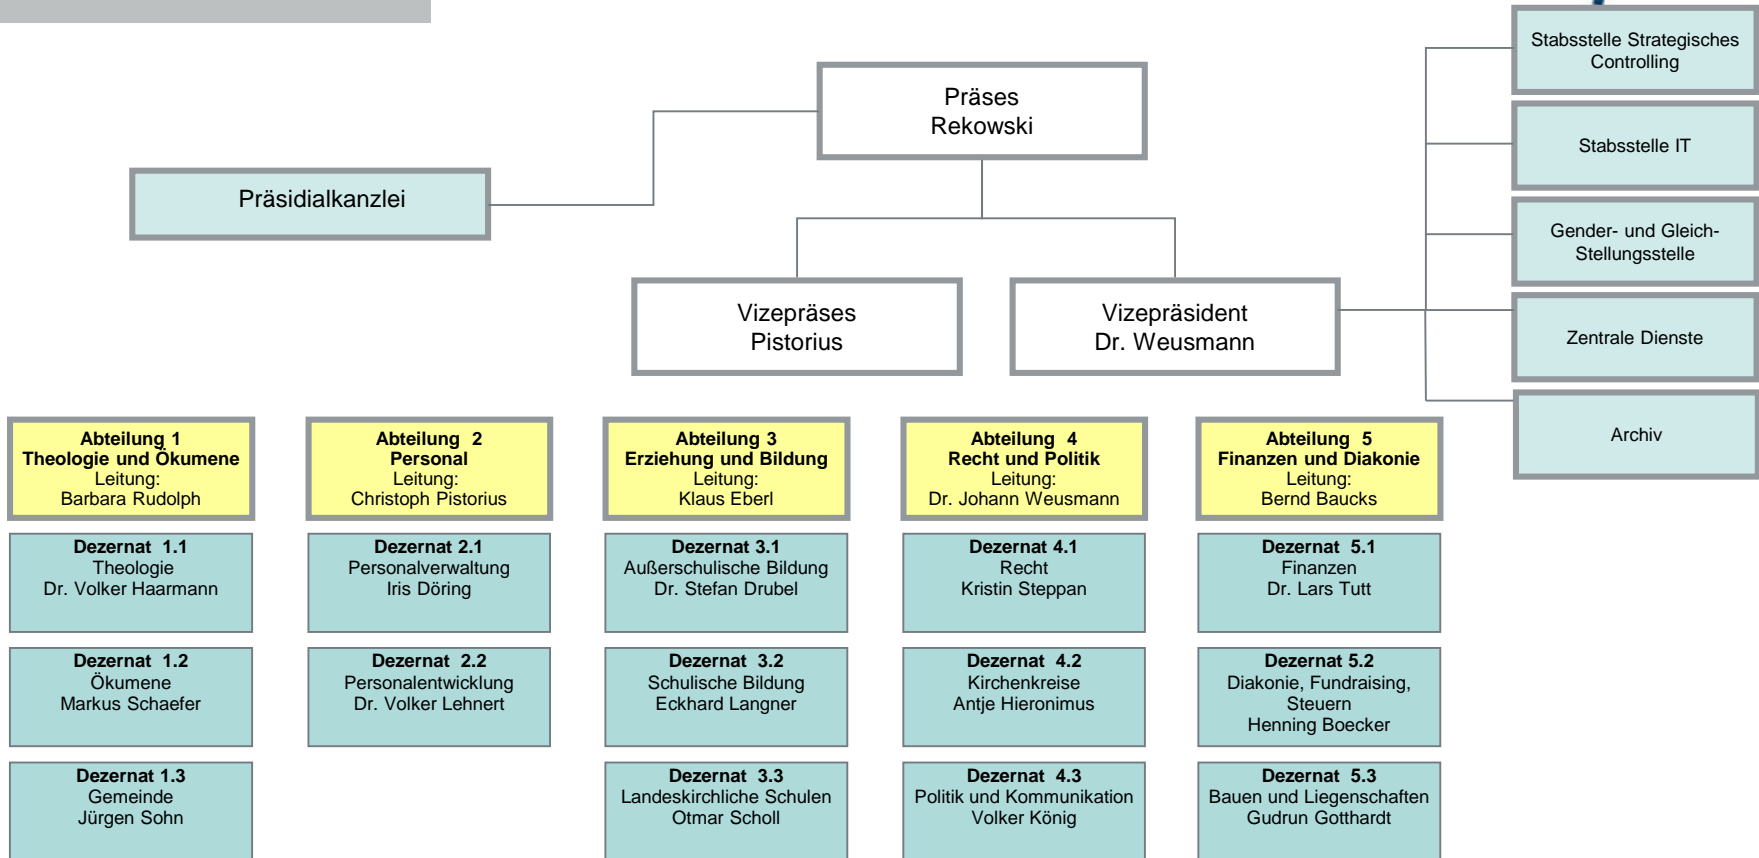 Stabsstelle Strategisches
Controlling
Präses
Rekowski
Stabsstelle IT
Präsidialkanzlei
Gender- und Gleich-
Stellungsstelle
Vizepräses
Pistorius
Vizepräsident
Dr. Weusmann
Zentrale Dienste
Archiv
Abteilung 1
Theologie und Ökumene
Leitung:
Barbara Rudolph
Abteilung 2
Personal
Leitung:
Christoph Pistorius
Abteilung 3
Erziehung und Bildung
Leitung:
Klaus Eberl
Abteilung 4
Recht und Politik
Leitung:
Dr. Johann Weusmann
Abteilung 5
Finanzen und Diakonie
Leitung:
Bernd Baucks
Dezernat 1.1
Theologie
Dr. Volker Haarmann
Dezernat 2.1
Personalverwaltung
Iris Döring
Dezernat 3.1
Außerschulische Bildung
Dr. Stefan Drubel
Dezernat 4.1
Recht
Kristin Steppan
Dezernat 5.1
Finanzen
Dr. Lars Tutt
Dezernat 1.2
Ökumene
Markus Schaefer
Dezernat 2.2
Personalentwicklung
Dr. Volker Lehnert
Dezernat 3.2
Schulische Bildung
Eckhard Langner
Dezernat 4.2
Kirchenkreise
Antje Hieronimus
Dezernat 5.2
Diakonie, Fundraising,
Steuern
Henning Boecker
Dezernat 1.3
Gemeinde
Jürgen Sohn
Dezernat 3.3
Landeskirchliche Schulen
Otmar Scholl
Dezernat 4.3
Politik und Kommunikation
Volker König
Dezernat 5.3
Bauen und Liegenschaften
Gudrun Gotthardt